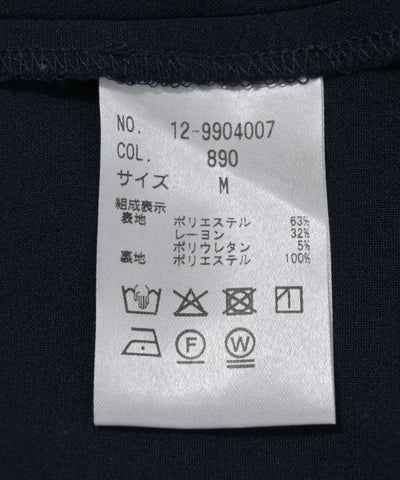 NO. 12-9904007
COL. 890
サイズ M
組成表示
表地 ポリエステル 63%
レーヨン 32%
ポリウレタン 5%
裏地 ポリエステル 100%
F W